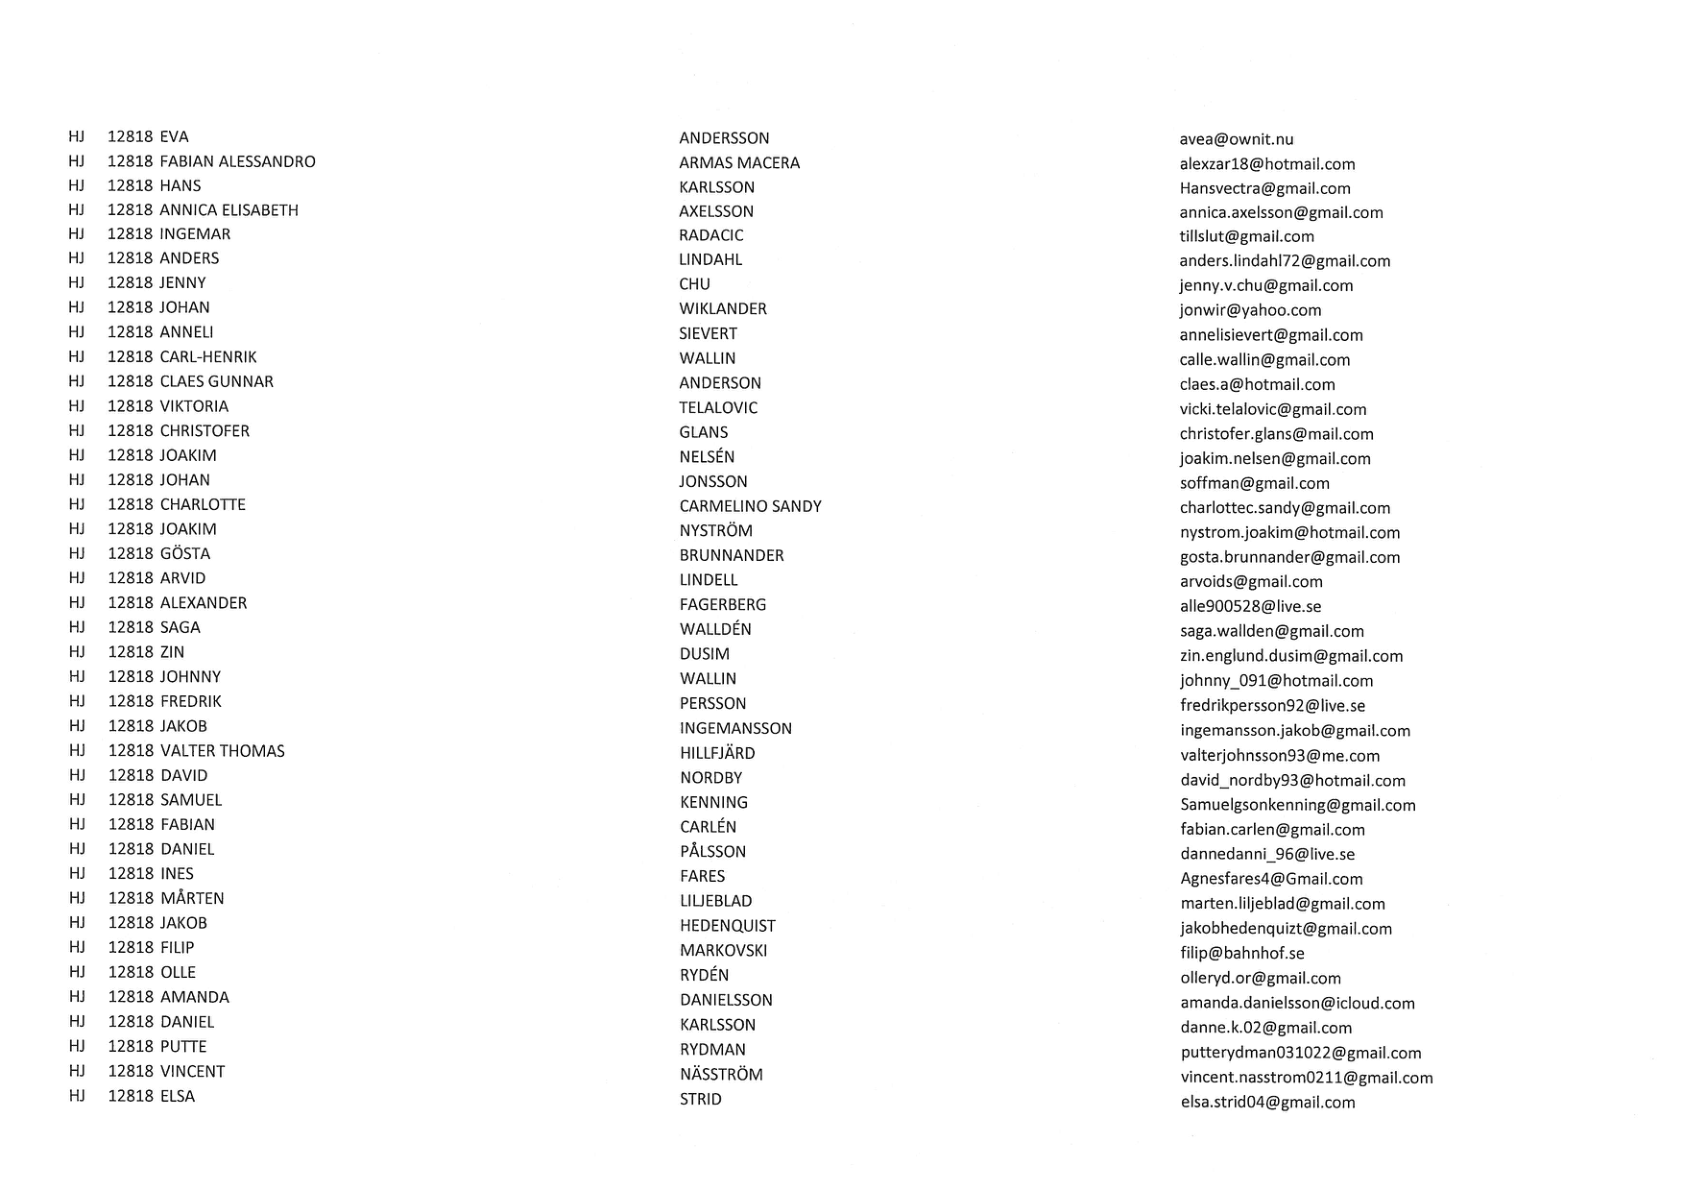 HJ 12818 EVA ANDERSSON avea@ownit.nu
HJ 12818 FABIAN ALESSANDRO ARMAS MACERA alexzar18@hotmail.com
HJ 12818 HANS KARLSSON Hansvectra@gmail.com
HJ 12818 ANNICA ELISABETH AXELSSON annica.axelsson@gmail.com
HJ 12818 INGEMAR RADACIC tillslut@gmail.com
HJ 12818 ANDERS LINDAHL anders.lindahl72@gmail.com
HJ 12818 JENNY CHU jenny.v.chu@gmail.com
HJ 12818 JOHAN WIKLANDER jonwir@yahoo.com
HJ 12818 ANNELI SIEVERT annelisievert@gmail.com
HJ 12818 CARL-HENRIK WALLIN calle.wallin@gmail.com
HJ 12818 CLAES GUNNAR ANDERSON claes.a@hotmail.com
HJ 12818 VIKTORIA TELALOVIC vicki.telalovic@gmail.com
HJ 12818 CHRISTOFER GLANS christofer.glans@mail.com
HJ 12818 JOAKIM NELSÉN joakim.nelsen@gmail.com
HJ 12818 JOHAN JONSSON soffman@gmail.com
HJ 12818 CHARLOTTE CARMELINO SANDY charlottec.sandy@gmail.com
HJ 12818 JOAKIM NYSTRÖM nystrom.joakim@hotmail.com
HJ 12818 GÖSTA BRUNNANDER gosta.brunnander@gmail.com
HJ 12818 ARVID LINDELL arvoids@gmail.com
HJ 12818 ALEXANDER FAGERBERG alle900528@live.se
HJ 12818 SAGA WALLDÉN saga.wallden@gmail.com
HJ 12818 ZIN DUSIM zin.englund.dusim@gmail.com
HJ 12818 JOHNNY WALLIN johnny_091@hotmail.com
HJ 12818 FREDRIK PERSSON fredrikpersson92@live.se
HJ 12818 JAKOB INGEMANSSON ingemansson.jakob@gmail.com
HJ 12818 VALTER THOMAS HILLFJÄRD valterjohnsson93@me.com
HJ 12818 DAVID NORDBY david_nordby93@hotmail.com
HJ 12818 SAMUEL KENNING Samuelgsonkenning@gmail.com
HJ 12818 FABIAN CARLÉN fabian.carlen@gmail.com
HJ 12818 DANIEL PÅLSSON dannedanni_96@live.se
HJ 12818 INES FARES Agnesfares4@Gmail.com
HJ 12818 MÅRTEN LILJEBLAD marten.liljeblad@gmail.com
HJ 12818 JAKOB HEDENQUIST jakobhedenquizt@gmail.com
HJ 12818 FILIP MARKOVSKI filip@bahnhof.se
HJ 12818 OLLE RYDÉN olleryd.or@gmail.com
HJ 12818 AMANDA DANIELSSON amanda.danielsson@icloud.com
HJ 12818 DANIEL KARLSSON danne.k.02@gmail.com
HJ 12818 PUTTE RYDMAN putterydman031022@gmail.com
HJ 12818 VINCENT NÄSSTRÖM vincent.nasstrom0211@gmail.com
HJ 12818 ELSA STRID elsa.strid04@gmail.com